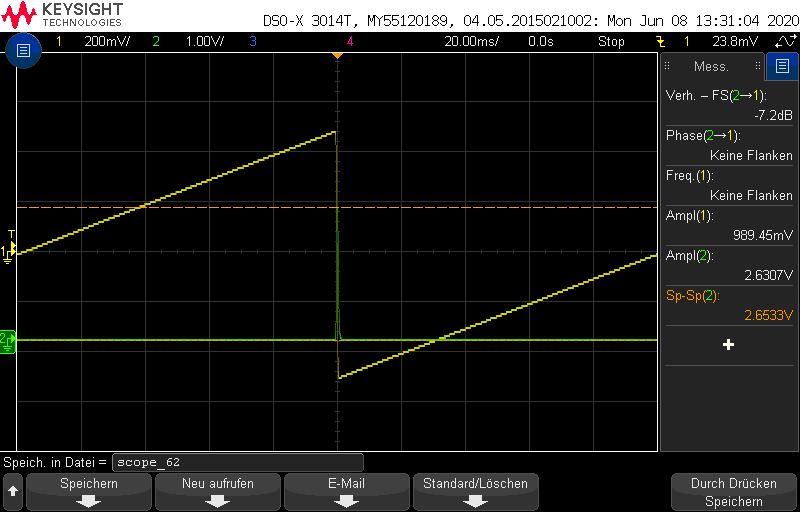 KEYSIGHT
TECHNOLOGIES
DSO-X 3014T, MY55120189, 04.05.2015021002: Mon Jun 08 13:31:04 2020
1 200mV/ 2 1.00V/ 3 4 20.00ms/ 0.0s Stop 1 23.8mV
Mess.
Verh. – FS(2→1):
-7.2dB
Phase(2→1):
Keine Flanken
Freq.(1):
Keine Flanken
Ampl(1):
989.45mV
Ampl(2):
2.6307V
Sp-Sp(2):
2.6533V
T
1
2
Speich. in Datei = scope_62
Speichern
Neu aufrufen
E-Mail
Standard/Löschen
Durch Drücken
Speichern